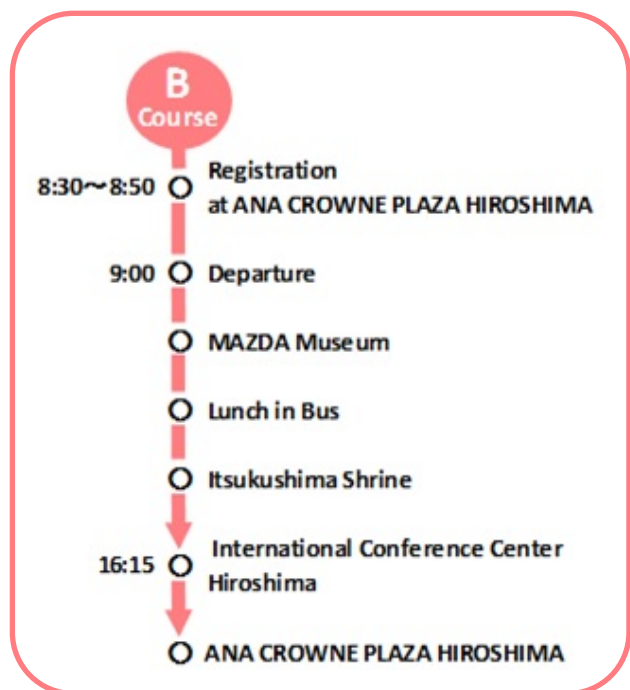 B
Course
8:30～8:50 Registration
at ANA CROWNE PLAZA HIROSHIMA
9:00 Departure
MAZDA Museum
Lunch in Bus
Itsukushima Shrine
16:15 International Conference Center
Hiroshima
ANA CROWNE PLAZA HIROSHIMA